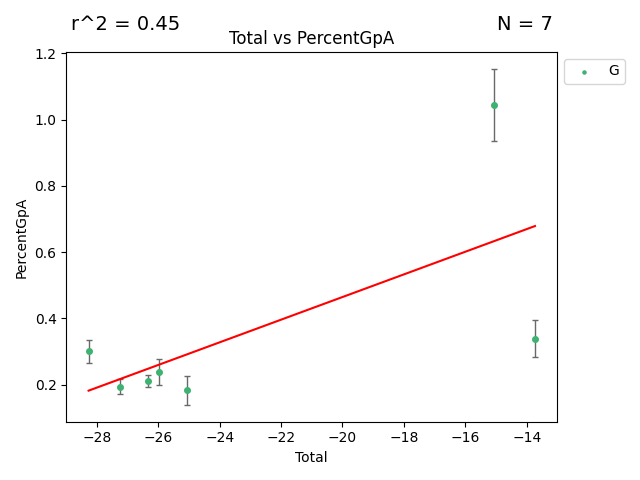 r^2 = 0.45
N = 7
Total vs PercentGpA
G
PercentGpA
1.2
1.0
0.8
0.6
0.4
0.2
−28
−26
−24
−22
−20
−18
−16
−14
Total